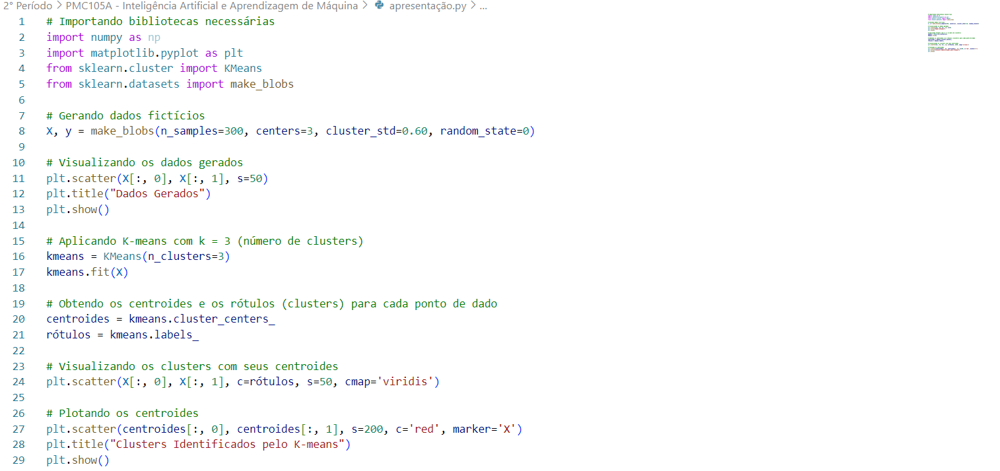 2° Período > PMC105A - Inteligência Artificial e Aprendizagem de Máquina > apresentação.py > ...
1 # Importando bibliotecas necessárias
2 import numpy as np
3 import matplotlib.pyplot as plt
4 from sklearn.cluster import KMeans
5 from sklearn.datasets import make_blobs
6
7 # Gerando dados fictícios
8 X, y = make_blobs(n_samples=300, centers=3, cluster_std=0.60, random_state=0)
9
10 # Visualizando os dados gerados
11 plt.scatter(X[:, 0], X[:, 1], s=50)
12 plt.title("Dados Gerados")
13 plt.show()
14
15 # Aplicando K-means com k = 3 (número de clusters)
16 kmeans = KMeans(n_clusters=3)
17 kmeans.fit(X)
18
19 # Obtendo os centroides e os rótulos (clusters) para cada ponto de dado
20 centroides = kmeans.cluster_centers_
21 rótulos = kmeans.labels_
22
23 # Visualizando os clusters com seus centroides
24 plt.scatter(X[:, 0], X[:, 1], c=rótulos, s=50, cmap='viridis')
25
26 # Plotando os centroides
27 plt.scatter(centroides[:, 0], centroides[:, 1], s=200, c='red', marker='X')
28 plt.title("Clusters Identificados pelo K-means")
29 plt.show()